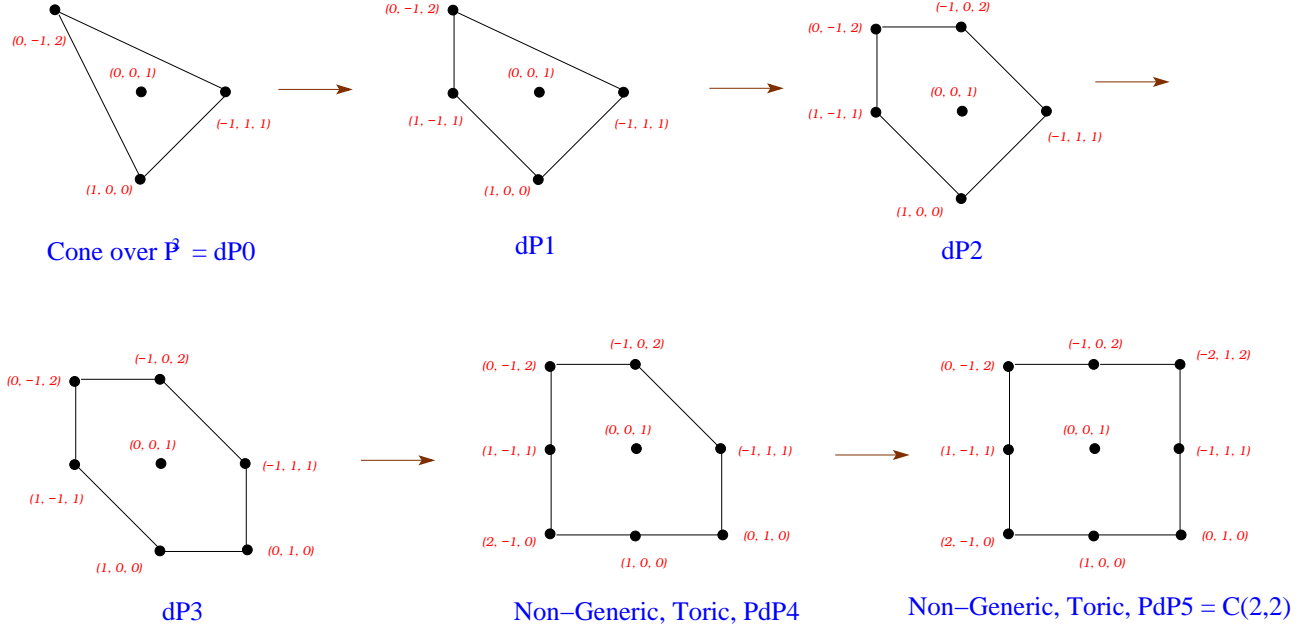 (0, −1, 2)
(0, 0, 1)
(−1, 1, 1)
(1, 0, 0)
Cone over P² = dP0
(0, −1, 2)
(0, 0, 1)
(1, −1, 1)
(−1, 1, 1)
(1, 0, 0)
dP1
(−1, 0, 2)
(0, −1, 2)
(0, 0, 1)
(1, −1, 1)
(−1, 1, 1)
(1, 0, 0)
dP2
(−1, 0, 2)
(0, −1, 2)
(0, 0, 1)
(−1, 1, 1)
(1, −1, 1)
(0, 1, 0)
(1, 0, 0)
dP3
(−1, 0, 2)
(0, −1, 2)
(0, 0, 1)
(1, −1, 1)
(−1, 1, 1)
(2, −1, 0)
(0, 1, 0)
(1, 0, 0)
Non−Generic, Toric, PdP4
(−1, 0, 2)
(−2, 1, 2)
(0, −1, 2)
(0, 0, 1)
(1, −1, 1)
(−1, 1, 1)
(2, −1, 0)
(0, 1, 0)
(1, 0, 0)
Non−Generic, Toric, PdP5 = C(2,2)